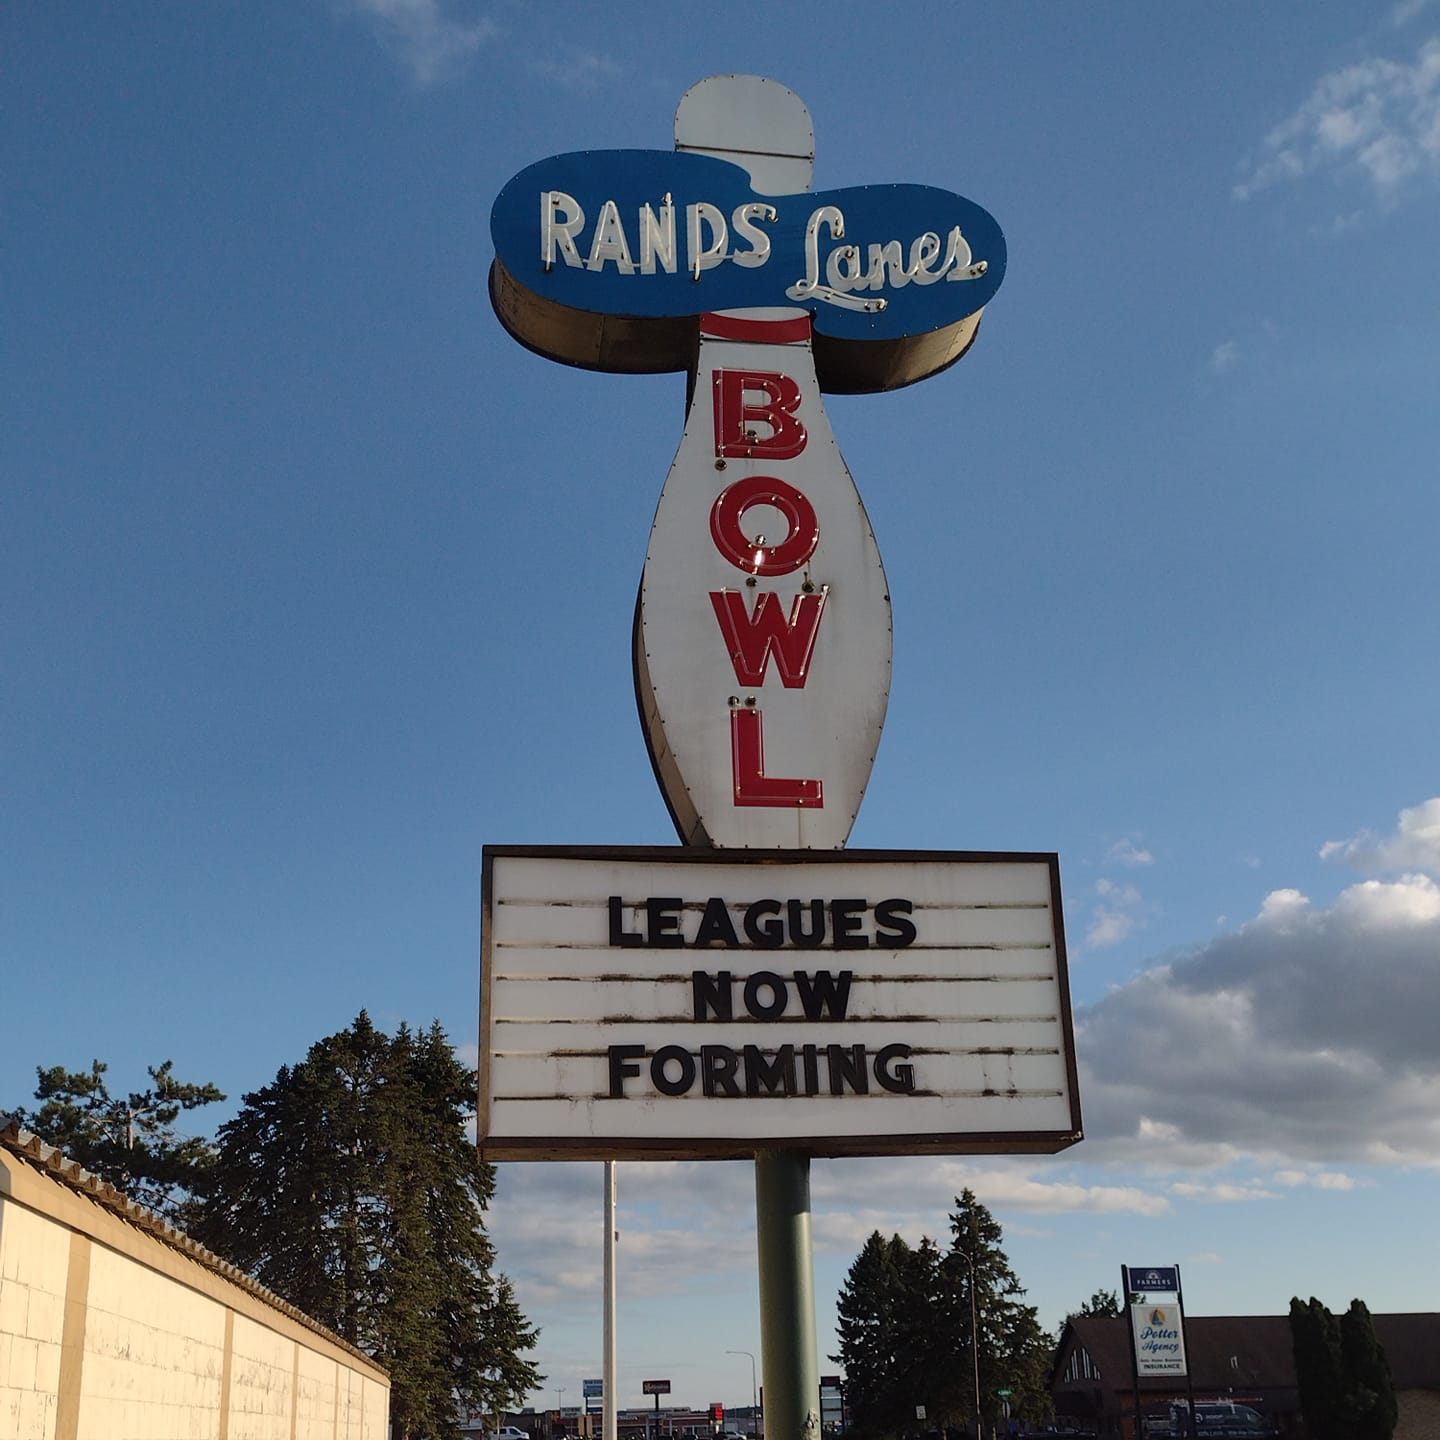 RANDS Lanes
BOWL
LEAGUES
NOW
FORMING
FARMERS
Potter
Agency
INSURANCE